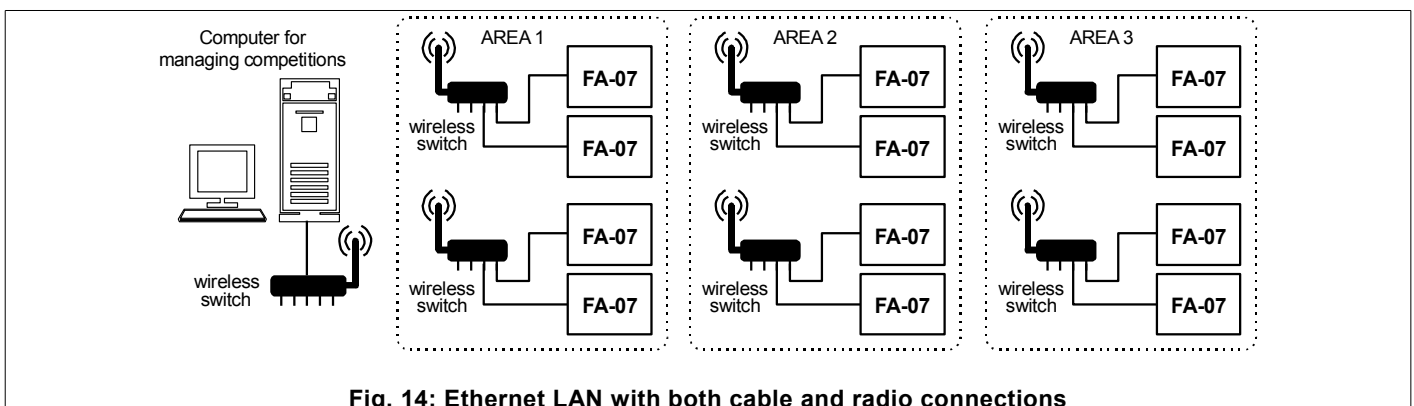 Computer for
managing competitions
wireless
switch
AREA 1
FA-07
wireless
switch
FA-07
FA-07
wireless
switch
FA-07
AREA 2
FA-07
wireless
switch
FA-07
FA-07
wireless
switch
FA-07
AREA 3
FA-07
wireless
switch
FA-07
FA-07
wireless
switch
FA-07
Fig. 14: Ethernet LAN with both cable and radio connections